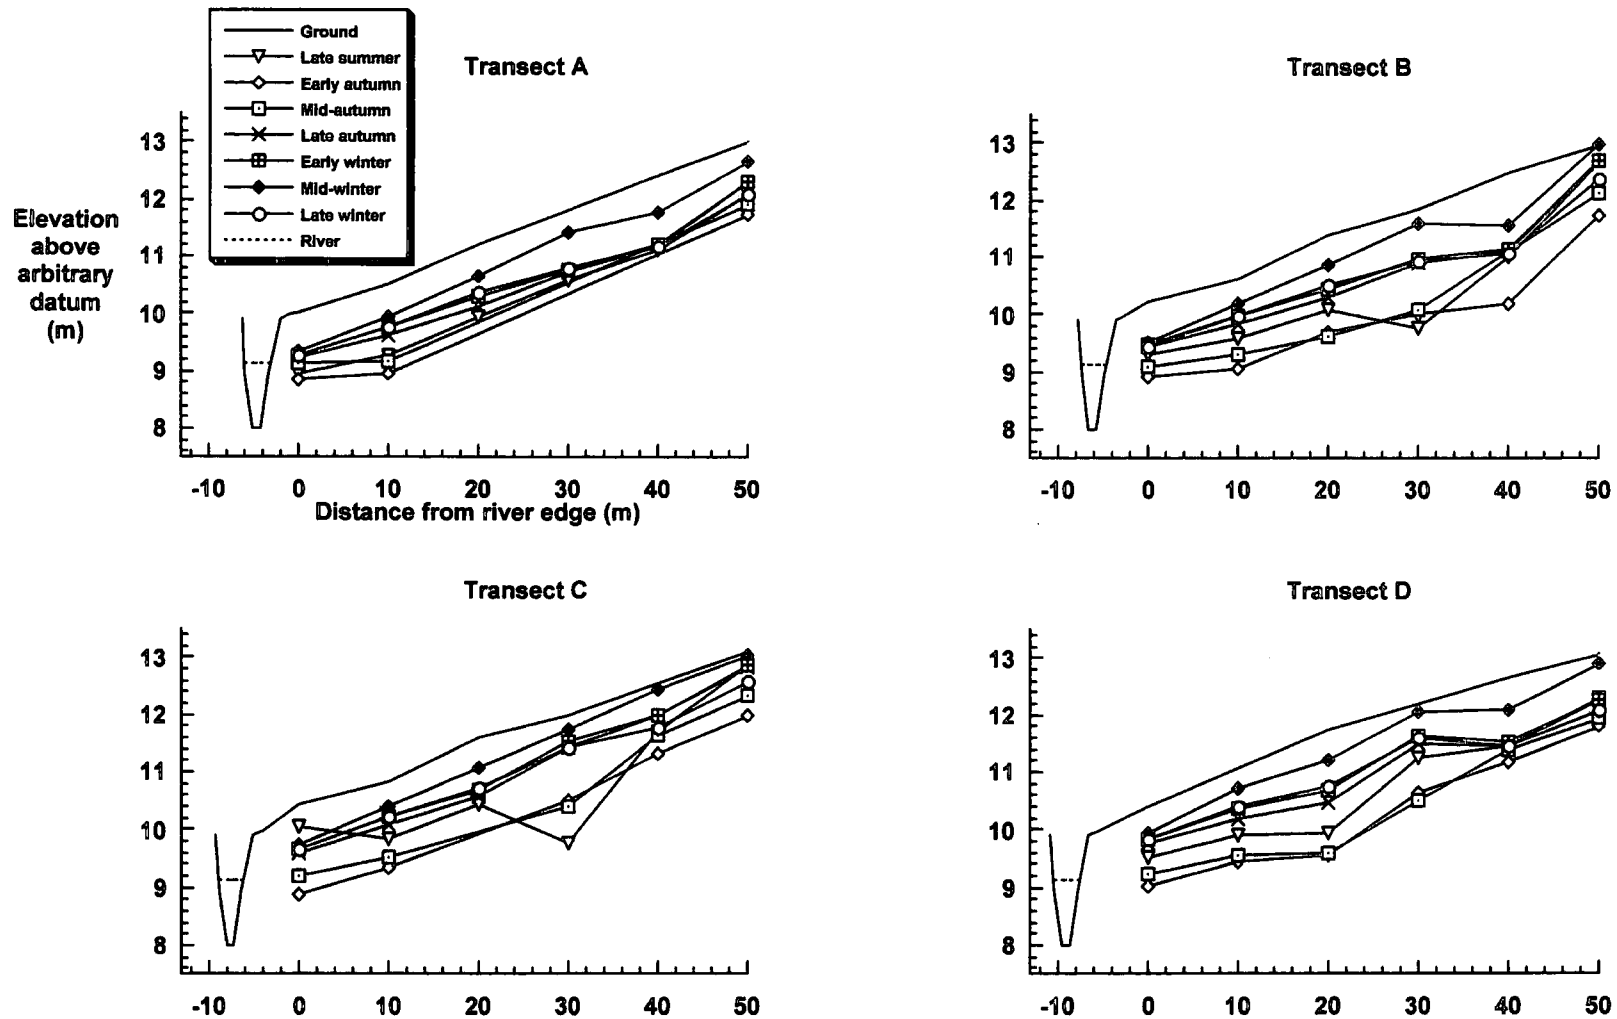 Ground
Late summer
Early autumn
Mid-autumn
Late autumn
Early winter
Mid-winter
Late winter
River
Transect A
Elevation
above
arbitrary
datum
(m)
13
12
11
10
9
8
-10 0 10 20 30 40 50
Distance from river edge (m)
Transect B
13
12
11
10
9
8
-10 0 10 20 30 40 50
Transect C
13
12
11
10
9
8
-10 0 10 20 30 40 50
Transect D
13
12
11
10
9
8
-10 0 10 20 30 40 50